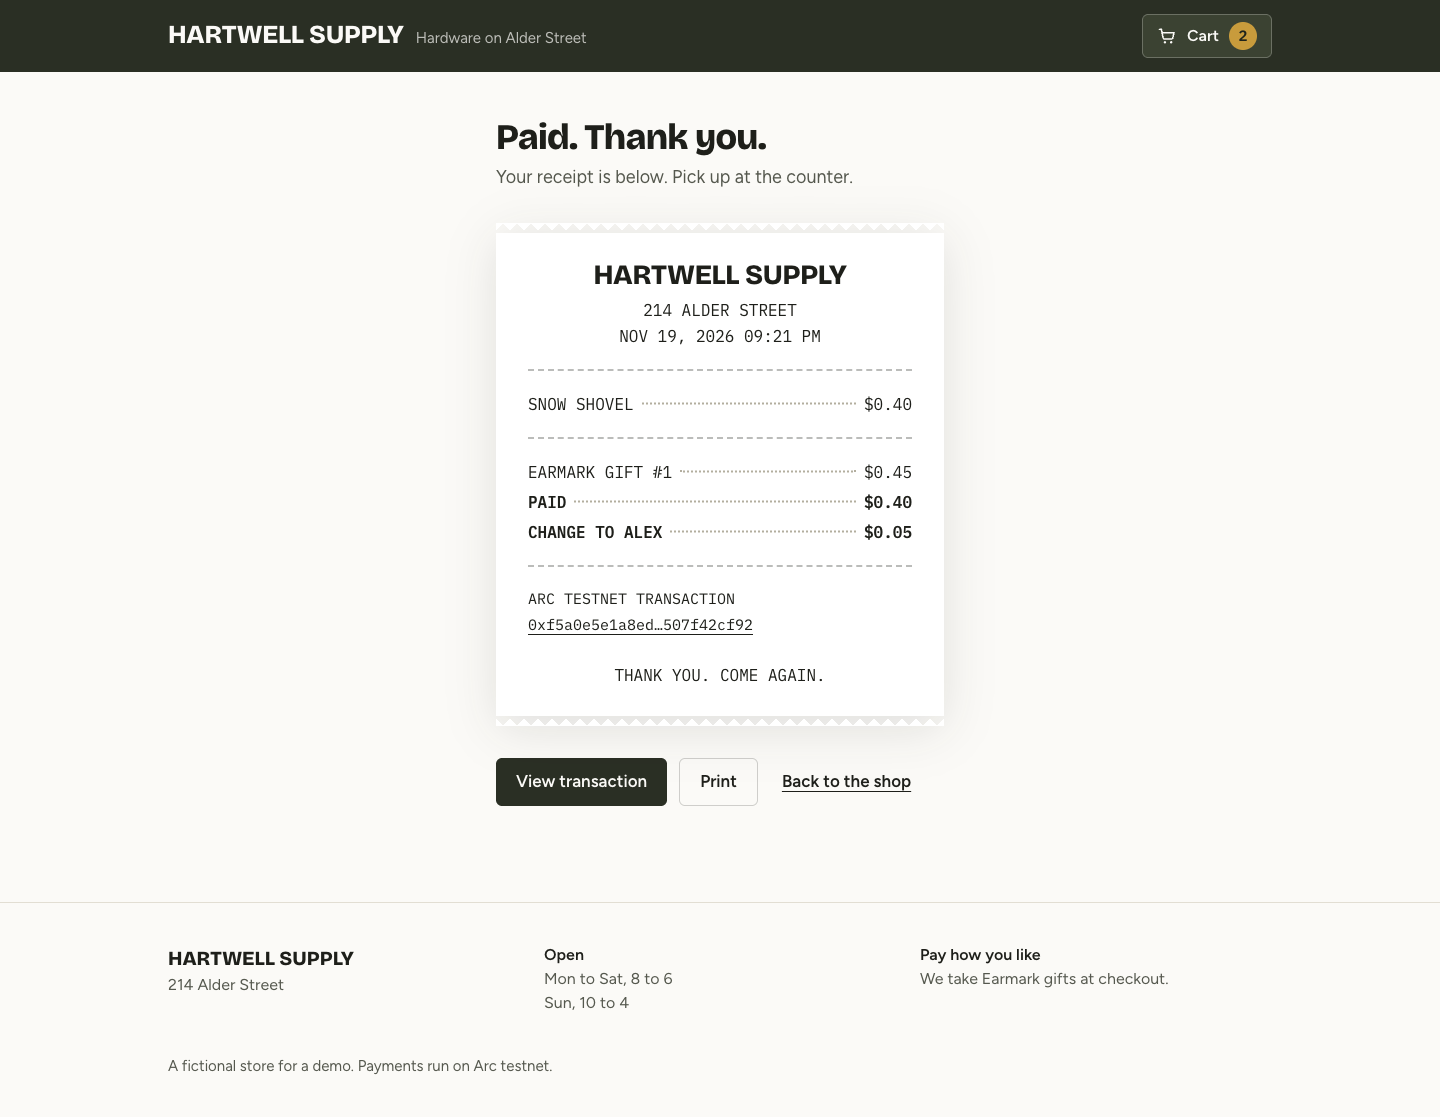 HARTWELL SUPPLY Hardware on Alder Street Cart 2
Paid. Thank you.
Your receipt is below. Pick up at the counter.
HARTWELL SUPPLY
214 ALDER STREET
NOV 19, 2026 09:21 PM
SNOW SHOVEL $0.40
EARMARK GIFT #1 $0.45
PAID $0.40
CHANGE TO ALEX $0.05
ARC TESTNET TRANSACTION
0xf5a0e5e1a8ed…507f42cf92
THANK YOU. COME AGAIN.
View transaction Print Back to the shop
HARTWELL SUPPLY
214 Alder Street
Open
Mon to Sat, 8 to 6
Sun, 10 to 4
Pay how you like
We take Earmark gifts at checkout.
A fictional store for a demo. Payments run on Arc testnet.